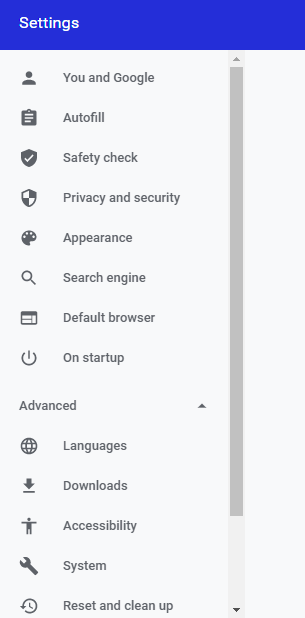 Settings
You and Google
Autofill
Safety check
Privacy and security
Appearance
Search engine
Default browser
On startup
Advanced
Languages
Downloads
Accessibility
System
Reset and clean up